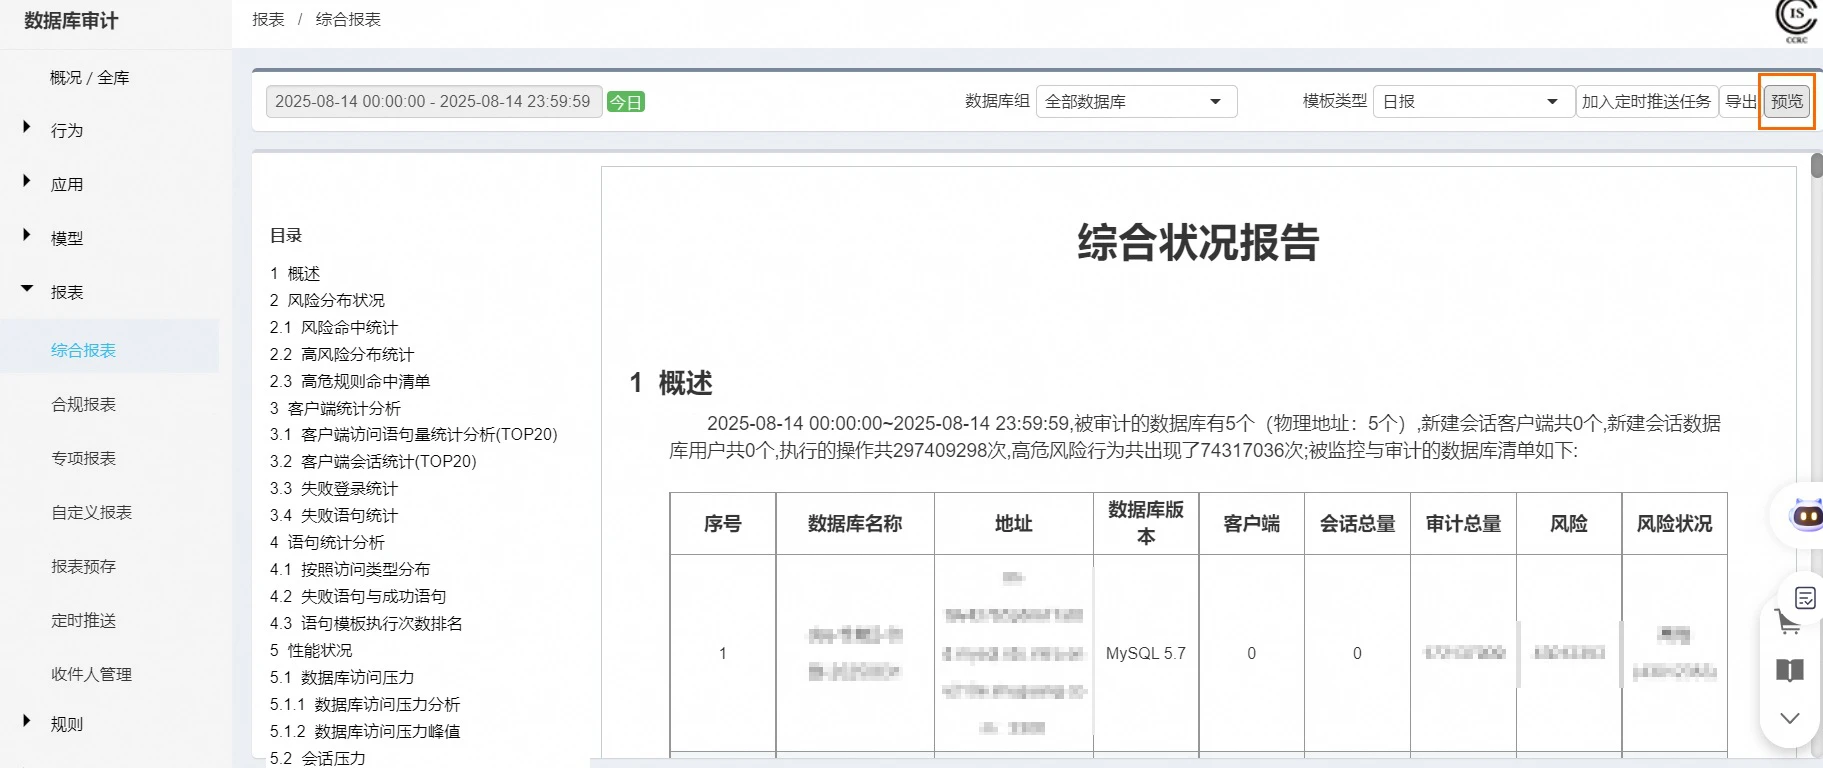 数据库审计
报表 / 综合报表
IS
CCRC
概况 / 全库
行为
应用
模型
报表
综合报表
合规报表
专项报表
自定义报表
报表预存
定时推送
收件人管理
规则
2025-08-14 00:00:00 - 2025-08-14 23:59:59 今日 数据库组 全部数据库 模板类型 日报 加入定时推送任务 导出 预览
目录
1 概述
2 风险分布状况
2.1 风险命中统计
2.2 高风险分布统计
2.3 高危规则命中清单
3 客户端统计分析
3.1 客户端访问语句量统计分析(TOP20)
3.2 客户端会话统计(TOP20)
3.3 失败登录统计
3.4 失败语句统计
4 语句统计分析
4.1 按照访问类型分布
4.2 失败语句与成功语句
4.3 语句模板执行次数排名
5 性能状况
5.1 数据库访问压力
5.1.1 数据库访问压力分析
5.1.2 数据库访问压力峰值
5.2 会话压力
综合状况报告
1 概述
2025-08-14 00:00:00~2025-08-14 23:59:59,被审计的数据库有5个（物理地址：5个）,新建会话客户端共0个,新建会话数据
库用户共0个,执行的操作共297409298次,高危风险行为共出现了74317036次;被监控与审计的数据库清单如下:
序号 数据库名称 地址 数据库版本 客户端 会话总量 审计总量 风险 风险状况
1 MySQL 5.7 0 0